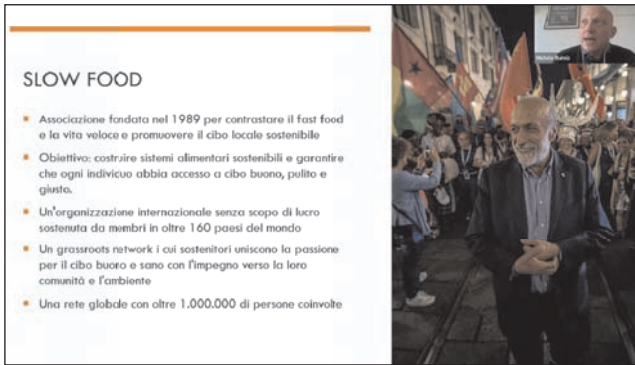 SLOW FOOD
Associazione fondata nel 1989 per contrastare il fast food
e la vita veloce e promuovere il cibo locale sostenibile
Obiettivo: costruire sistemi alimentari sostenibili e garantire
che ogni individuo abbia accesso a cibo buono, pulito e
giusto.
Un'organizzazione internazionale senza scopo di lucro
sostenuta da membri in oltre 160 paesi del mondo
Un grassroots network i cui sostenitori uniscono la passione
per il cibo buono e sano con l'impegno verso la loro
comunità e l'ambiente
Una rete globale con oltre 1.000.000 di persone coinvolte